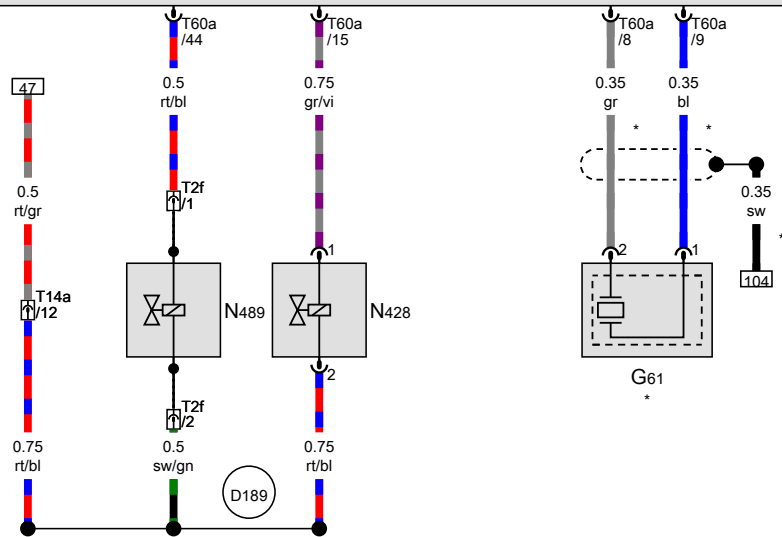 T60a
/44
T60a
/15
T60a
/8
T60a
/9
47
0.5
rt/bl
0.75
gr/vi
0.35
gr
0.35
bl
*
*
0.5
rt/gr
T2f
/1
0.35
sw
*
1
2
1
104
T14a
/12
N489
N428
2
G61
*
T2f
/2
0.75
rt/bl
0.5
sw/gn
0.75
rt/bl
D189